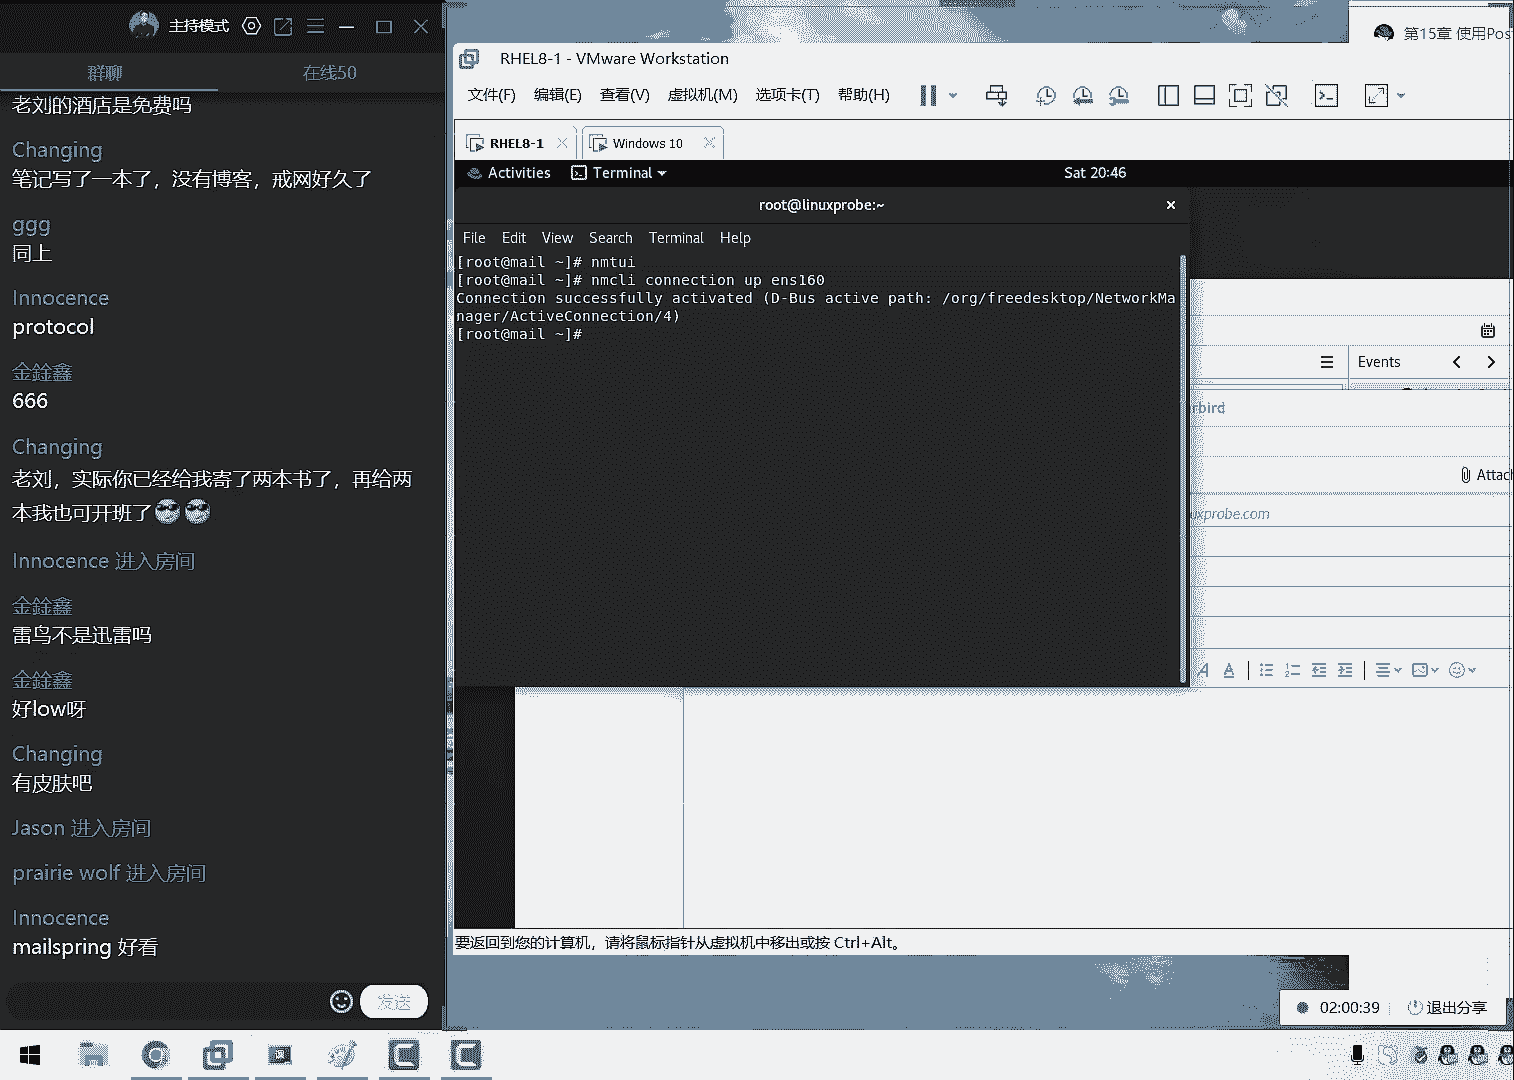 主持模式
群聊
在线50
老刘的酒店是免费吗
Changing
笔记写了一本了，没有博客，戒网好久了
ggg
同上
Innocence
protocol
金銓鑫
666
Changing
老刘，实际你已经给我寄了两本书了，再给两
本我也可开班了
Innocence 进入房间
金銓鑫
雷鸟不是迅雷吗
金銓鑫
好low呀
Changing
有皮肤吧
Jason 进入房间
prairie wolf 进入房间
Innocence
mailspring 好看
发送
第15章 使用Pos
RHEL8-1 - VMware Workstation
文件(F) 编辑(E) 查看(V) 虚拟机(M) 选项卡(T) 帮助(H)
RHEL8-1
Windows 10
Activities
Terminal
Sat 20:46
root@linuxprobe:~
File Edit View Search Terminal Help
[root@mail ~]# nmtui
[root@mail ~]# nmcli connection up ens160
Connection successfully activated (D-Bus active path: /org/freedesktop/NetworkMa
nager/ActiveConnection/4)
[root@mail ~]#
Events
rbird
Attac
uxprobe.com
要返回到您的计算机，请将鼠标指针从虚拟机中移出或按 Ctrl+Alt。
02:00:39
退出分享